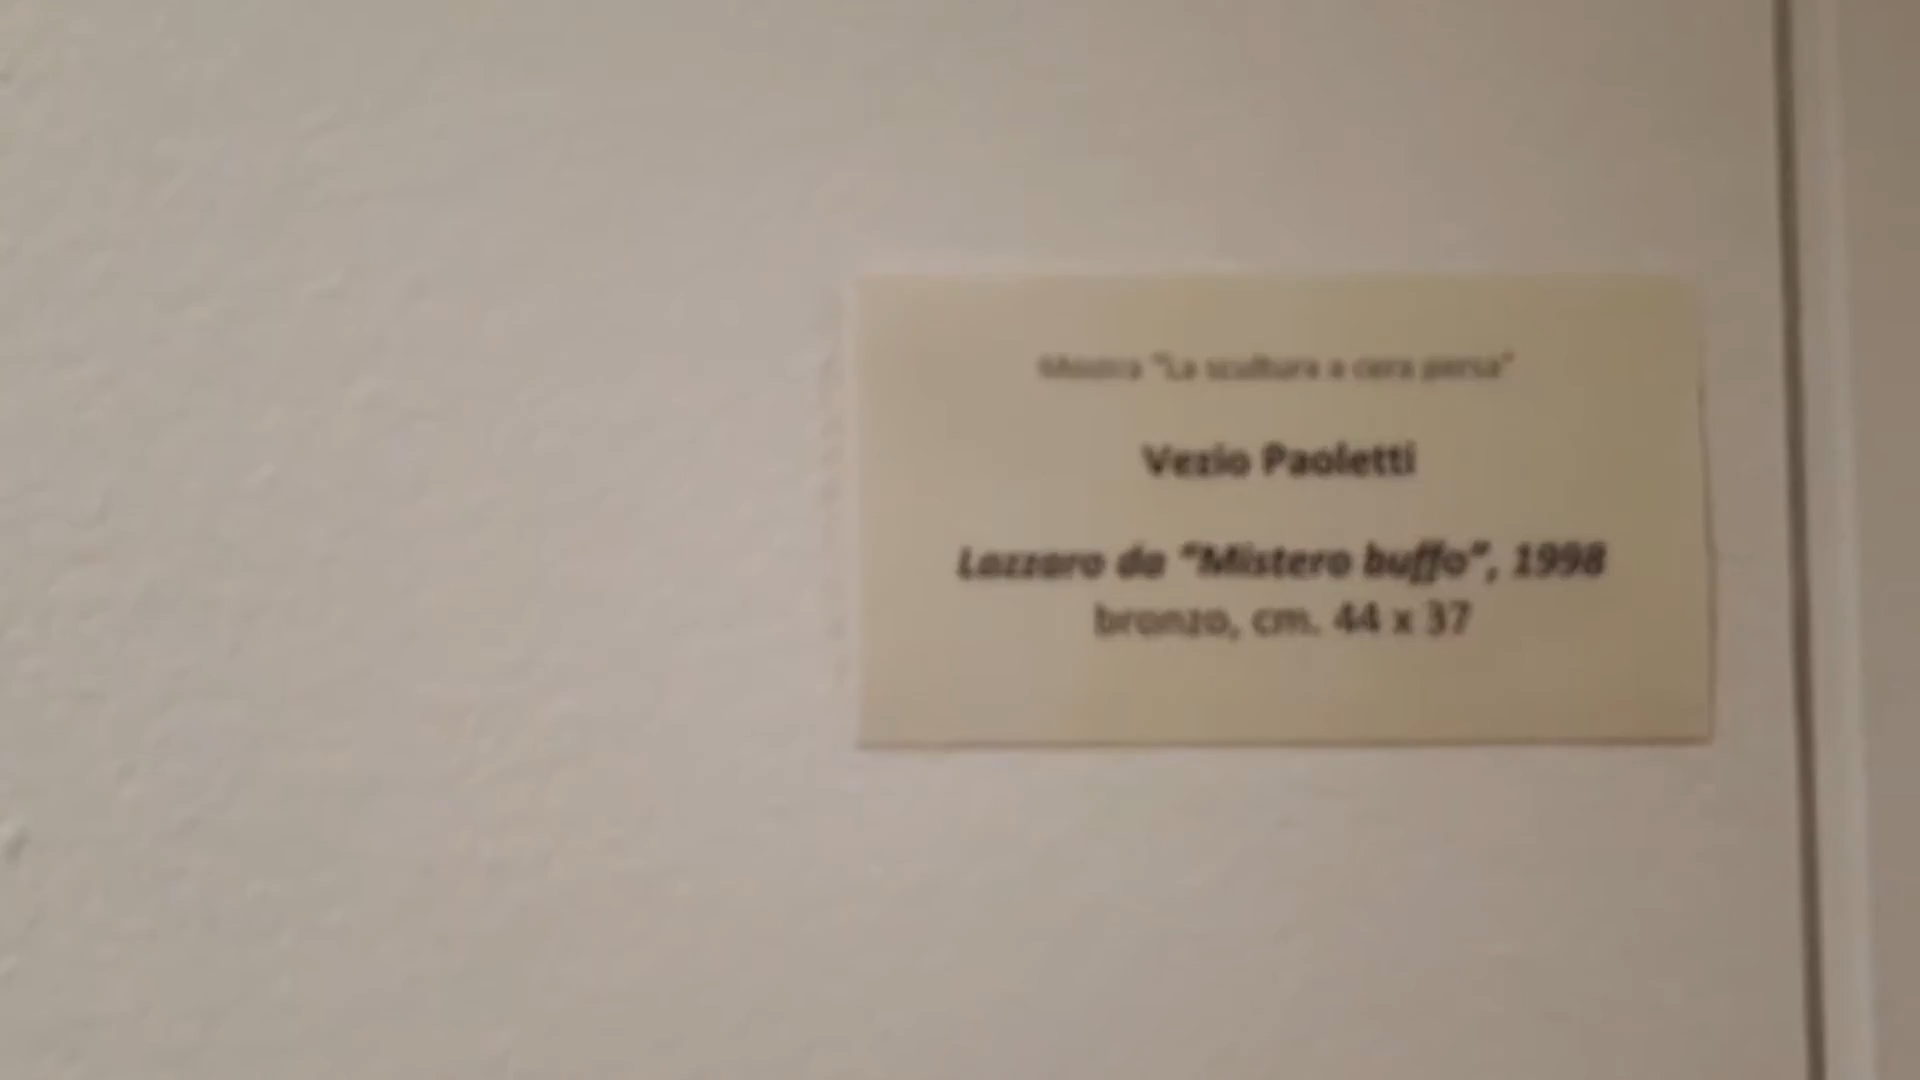 Mostra "La scultura a cera persa"
Vezio Paoletti
Lazzaro da "Mistero buffo", 1998
bronzo, cm. 44 x 37